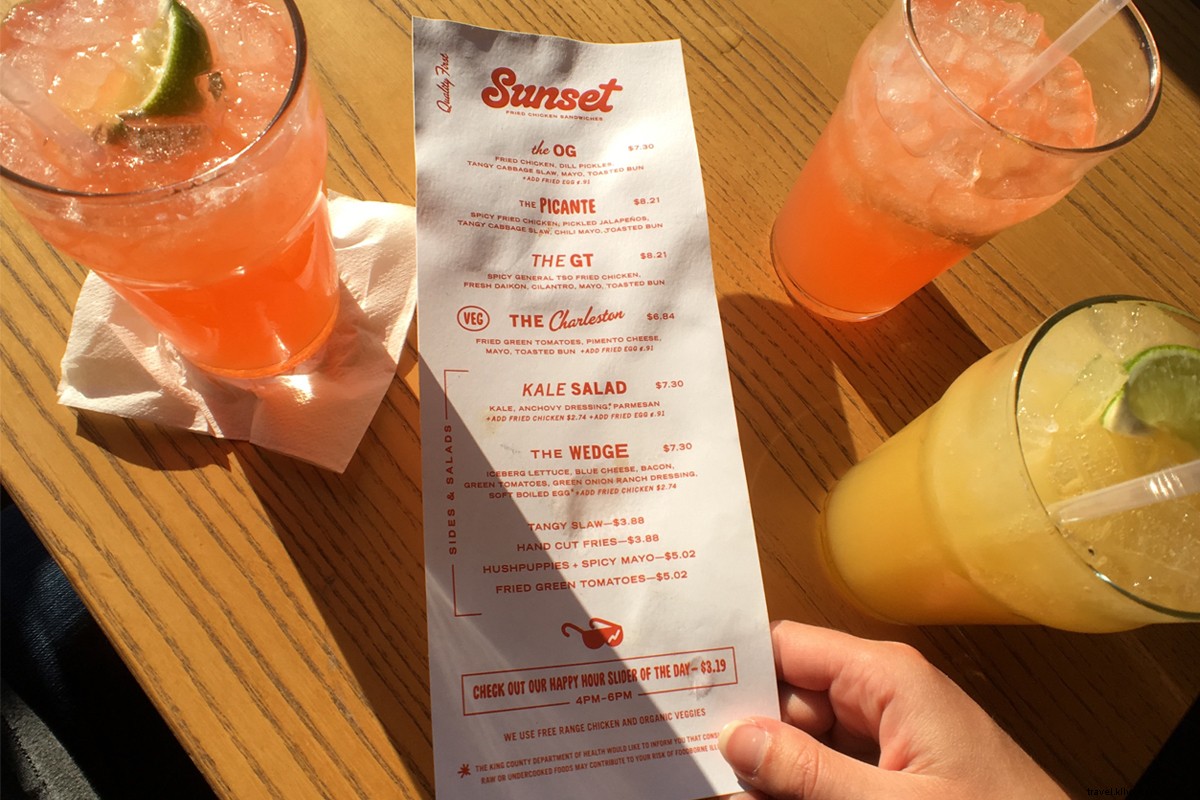 Quality First
Sunset
FRIED CHICKEN SANDWICHES
the OG $7.30
FRIED CHICKEN, DILL PICKLES,
TANGY CABBAGE SLAW, MAYO, TOASTED BUN
+ADD FRIED EGG $.91
THE PICANTE $8.21
SPICY FRIED CHICKEN, PICKLED JALAPEÑOS,
TANGY CABBAGE SLAW, CHILI MAYO, TOASTED BUN
THE GT $8.21
SPICY GENERAL TSO FRIED CHICKEN,
FRESH DAIKON, CILANTRO, MAYO, TOASTED BUN
VEG THE Charleston $6.84
FRIED GREEN TOMATOES, PIMENTO CHEESE,
MAYO, TOASTED BUN +ADD FRIED EGG $.91
SIDES & SALADS
KALE SALAD $7.30
KALE, ANCHOVY DRESSING,* PARMESAN
+ADD FRIED CHICKEN $2.74 +ADD FRIED EGG $.91
THE WEDGE $7.30
ICEBERG LETTUCE, BLUE CHEESE, BACON,
GREEN TOMATOES, GREEN ONION RANCH DRESSING,
SOFT BOILED EGG* +ADD FRIED CHICKEN $2.74
TANGY SLAW—$3.88
HAND CUT FRIES—$3.88
HUSHPUPPIES + SPICY MAYO—$5.02
FRIED GREEN TOMATOES—$5.02
CHECK OUT OUR HAPPY HOUR SLIDER OF THE DAY—$3.19
4PM–6PM
WE USE FREE RANGE CHICKEN AND ORGANIC VEGGIES
* THE KING COUNTY DEPARTMENT OF HEALTH WOULD LIKE TO INFORM YOU THAT
RAW OR UNDERCOOKED FOODS MAY CONTRIBUTE TO YOUR RISK OF FOODBORNE